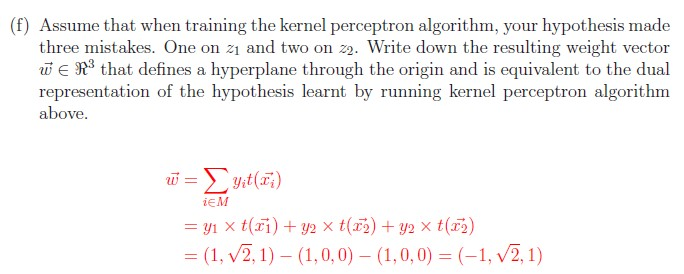 (f) Assume that when training the kernel perceptron algorithm, your hypothesis made
three mistakes. One on z₁ and two on z₂. Write down the resulting weight vector
w⃗ ∈ ℜ³ that defines a hyperplane through the origin and is equivalent to the dual
representation of the hypothesis learnt by running kernel perceptron algorithm
above.
w⃗ = ∑_{i∈M} yᵢt(x⃗ᵢ)
= y₁ × t(x⃗₁) + y₂ × t(x⃗₂) + y₂ × t(x⃗₂)
= (1, √2, 1) − (1, 0, 0) − (1, 0, 0) = (−1, √2, 1)